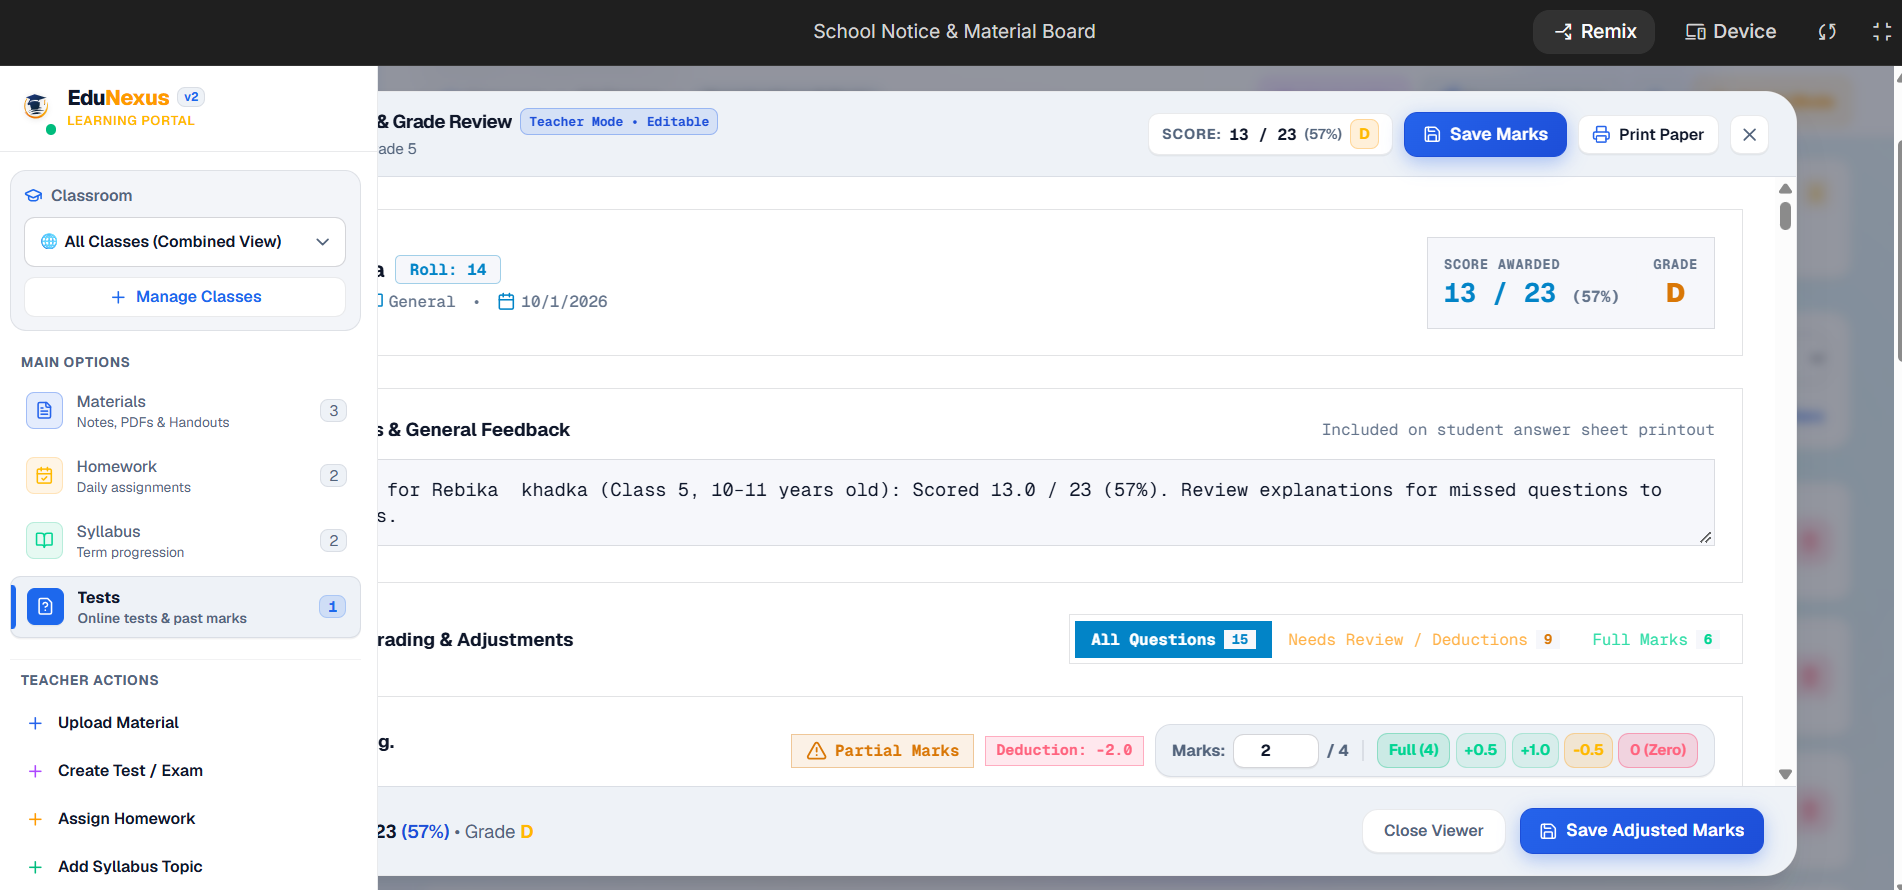 School Notice & Material Board
Remix
Device
EduNexus v2
LEARNING PORTAL
Classroom
All Classes (Combined View)
+ Manage Classes
MAIN OPTIONS
Materials
Notes, PDFs & Handouts
3
Homework
Daily assignments
2
Syllabus
Term progression
2
Tests
Online tests & past marks
1
TEACHER ACTIONS
+ Upload Material
+ Create Test / Exam
+ Assign Homework
+ Add Syllabus Topic
& Grade Review Teacher Mode • Editable
ade 5
SCORE: 13 / 23 (57%) D
Save Marks
Print Paper
a Roll: 14
General • 10/1/2026
SCORE AWARDED GRADE
13 / 23 (57%) D
s & General Feedback
Included on student answer sheet printout
for Rebika khadka (Class 5, 10-11 years old): Scored 13.0 / 23 (57%). Review explanations for missed questions to
s.
rading & Adjustments
All Questions 15
Needs Review / Deductions 9
Full Marks 6
g.
Partial Marks
Deduction: -2.0
Marks: 2 / 4
Full (4) +0.5 +1.0 -0.5 0 (Zero)
23 (57%) • Grade D
Close Viewer
Save Adjusted Marks